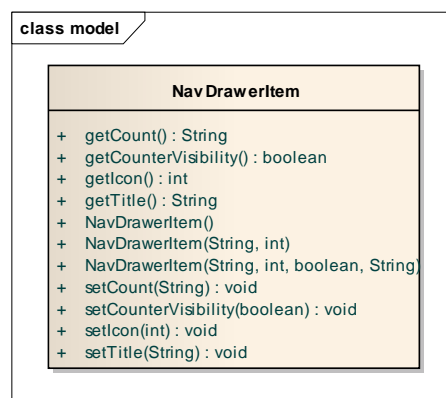 class model
NavDrawerItem
+ getCount() : String
+ getCounterVisibility() : boolean
+ getIcon() : int
+ getTitle() : String
+ NavDrawerItem()
+ NavDrawerItem(String, int)
+ NavDrawerItem(String, int, boolean, String)
+ setCount(String) : void
+ setCounterVisibility(boolean) : void
+ setIcon(int) : void
+ setTitle(String) : void